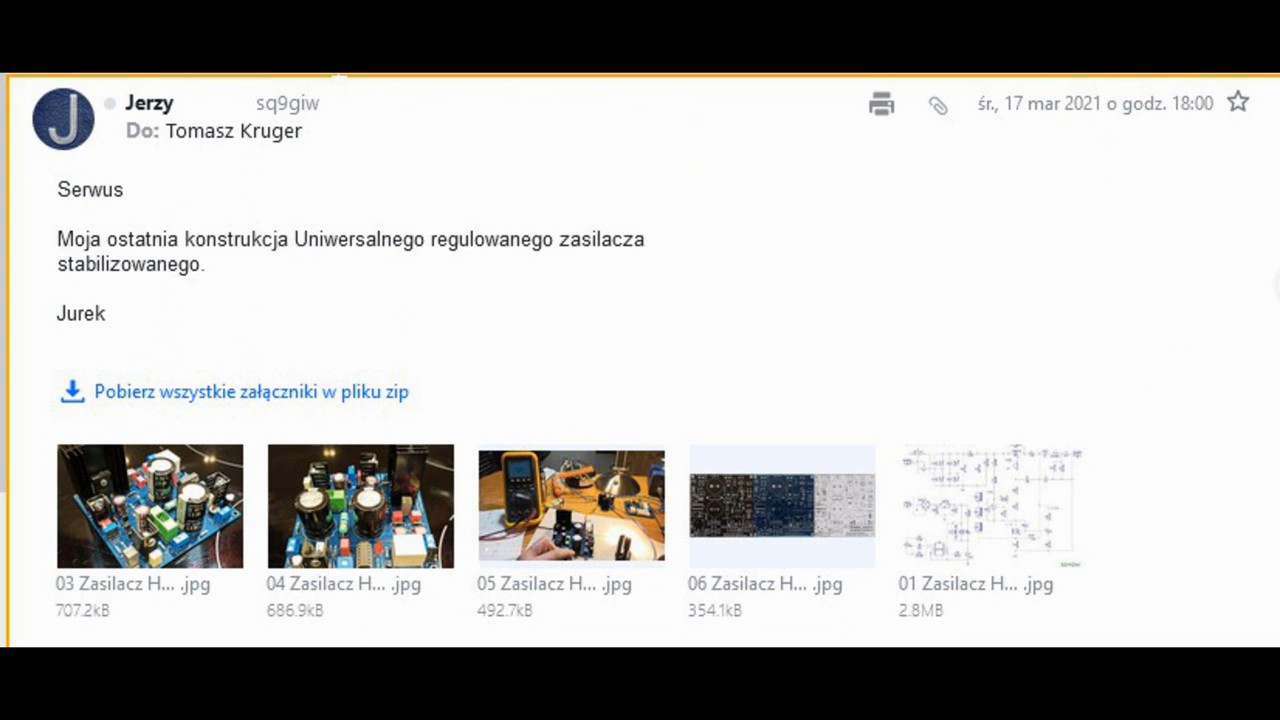 J
Jerzy sq9giw
śr., 17 mar 2021 o godz. 18:00
Do: Tomasz Kruger
Serwus
Moja ostatnia konstrukcja Uniwersalnego regulowanego zasilacza
stabilizowanego.
Jurek
Pobierz wszystkie załączniki w pliku zip
03 Zasilacz H... .jpg
707.2kB
04 Zasilacz H... .jpg
686.9kB
05 Zasilacz H... .jpg
492.7kB
06 Zasilacz H... .jpg
354.1kB
01 Zasilacz H... .jpg
2.8MB